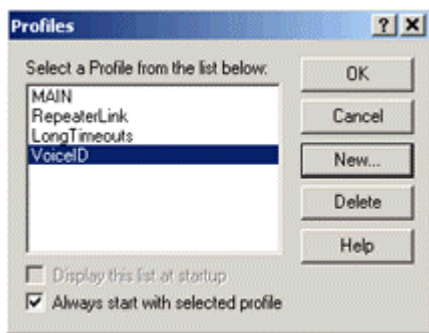 Profiles
Select a Profile from the list below:
OK
MAIN
RepeaterLink
LongTimeouts
VoiceID
Cancel
New...
Delete
Help
Display this list at startup
Always start with selected profile